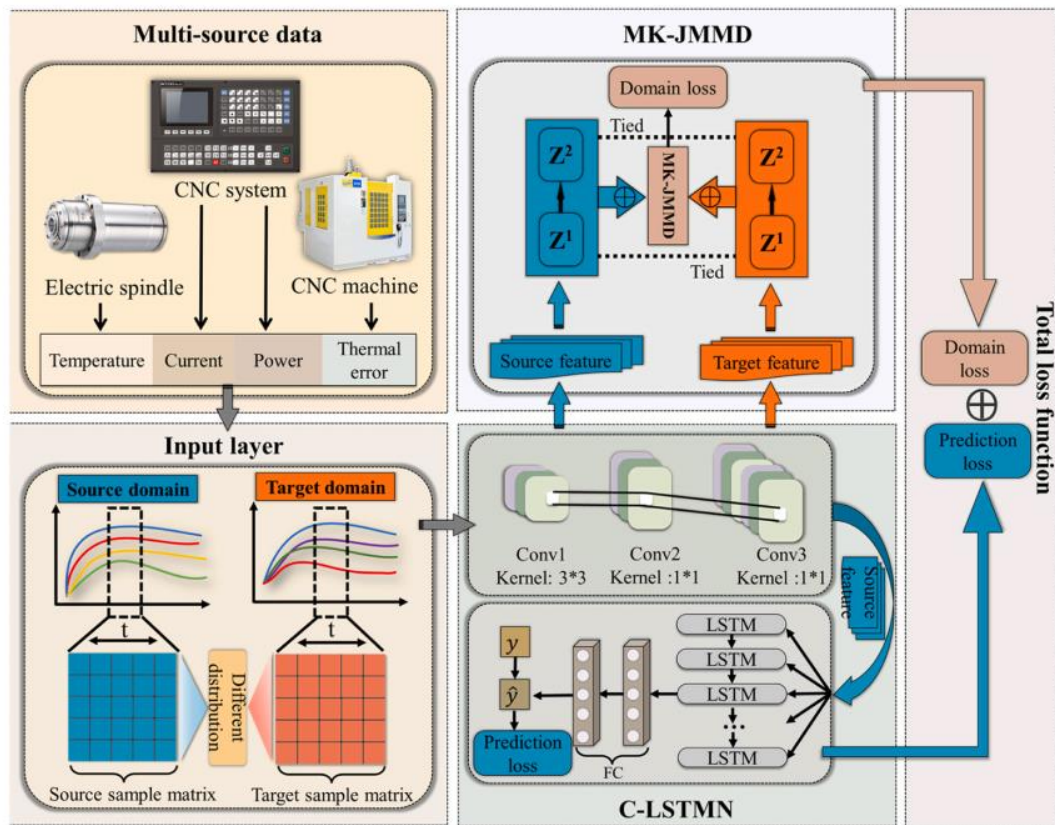 Multi-source data
CNC system
Electric spindle
CNC machine
Temperature
Current
Power
Thermal
error
MK-JMMD
Domain loss
Tied
Z²
Z²
MK-JMMD
Z¹
Z¹
Tied
Source feature
Target feature
Total loss function
Domain
loss
Prediction
loss
Input layer
Source domain
Target domain
t
t
Different
distribution
Source sample matrix
Target sample matrix
Conv1
Kernel: 3*3
Conv2
Kernel :1*1
Conv3
Kernel :1*1
Source
feature
LSTM
LSTM
LSTM
...
LSTM
y
ŷ
Prediction
loss
FC
C-LSTMN